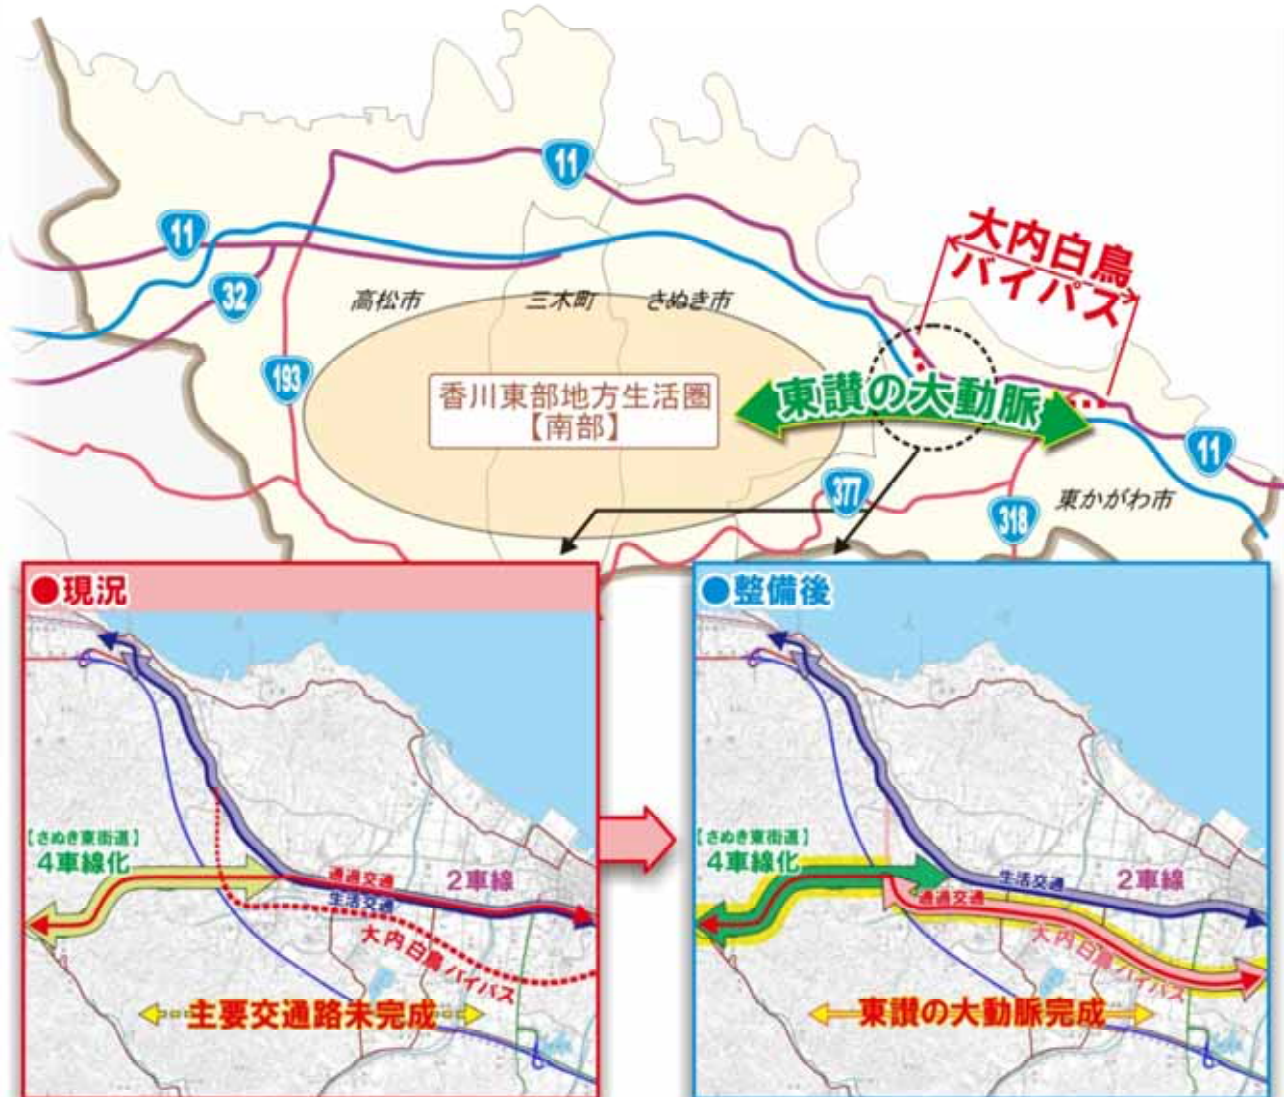 11
11
大内白鳥
バイパス
32
高松市
三木町
さぬき市
193
香川東部地方生活圏
【南部】
東讃の大動脈
11
377
318
東かがわ市
●現況
【さぬき東街道】
4車線化
通過交通
生活交通
2車線
大内白鳥バイパス
主要交通路未完成
●整備後
【さぬき東街道】
4車線化
生活交通
2車線
通過交通
大内白鳥バイパス
東讃の大動脈完成